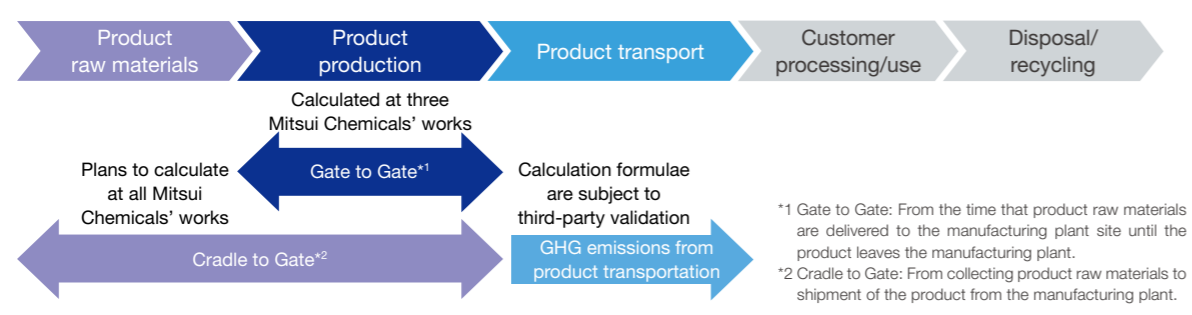 Product
raw materials
Product
production
Product transport
Customer
processing/use
Disposal/
recycling
Calculated at three
Mitsui Chemicals’ works
Gate to Gate*1
Plans to calculate
at all Mitsui
Chemicals’ works
Cradle to Gate*2
Calculation formulae
are subject to
third-party validation
GHG emissions from
product transportation
*1 Gate to Gate: From the time that product raw materials
are delivered to the manufacturing plant site until the
product leaves the manufacturing plant.
*2 Cradle to Gate: From collecting product raw materials to
shipment of the product from the manufacturing plant.